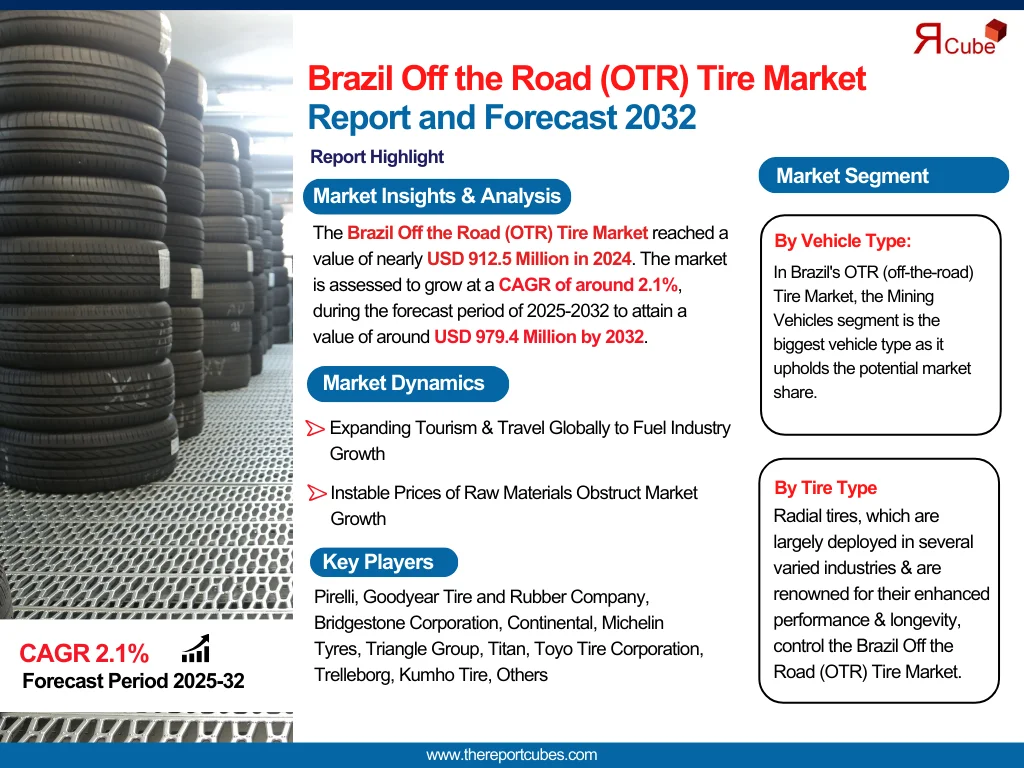 ЯCube
Brazil Off the Road (OTR) Tire Market
Report and Forecast 2032
Report Highlight
Market Insights & Analysis
The Brazil Off the Road (OTR) Tire Market reached a
value of nearly USD 912.5 Million in 2024. The market
is assessed to grow at a CAGR of around 2.1%,
during the forecast period of 2025-2032 to attain a
value of around USD 979.4 Million by 2032.
Market Dynamics
Expanding Tourism & Travel Globally to Fuel Industry
Growth
Instable Prices of Raw Materials Obstruct Market
Growth
Key Players
Pirelli, Goodyear Tire and Rubber Company,
Bridgestone Corporation, Continental, Michelin
Tyres, Triangle Group, Titan, Toyo Tire Corporation,
Trelleborg, Kumho Tire, Others
Market Segment
By Vehicle Type:
In Brazil's OTR (off-the-road)
Tire Market, the Mining
Vehicles segment is the
biggest vehicle type as it
upholds the potential market
share.
By Tire Type
Radial tires, which are
largely deployed in several
varied industries & are
renowned for their enhanced
performance & longevity,
control the Brazil Off the
Road (OTR) Tire Market.
CAGR 2.1%
Forecast Period 2025-32
www.thereportcubes.com